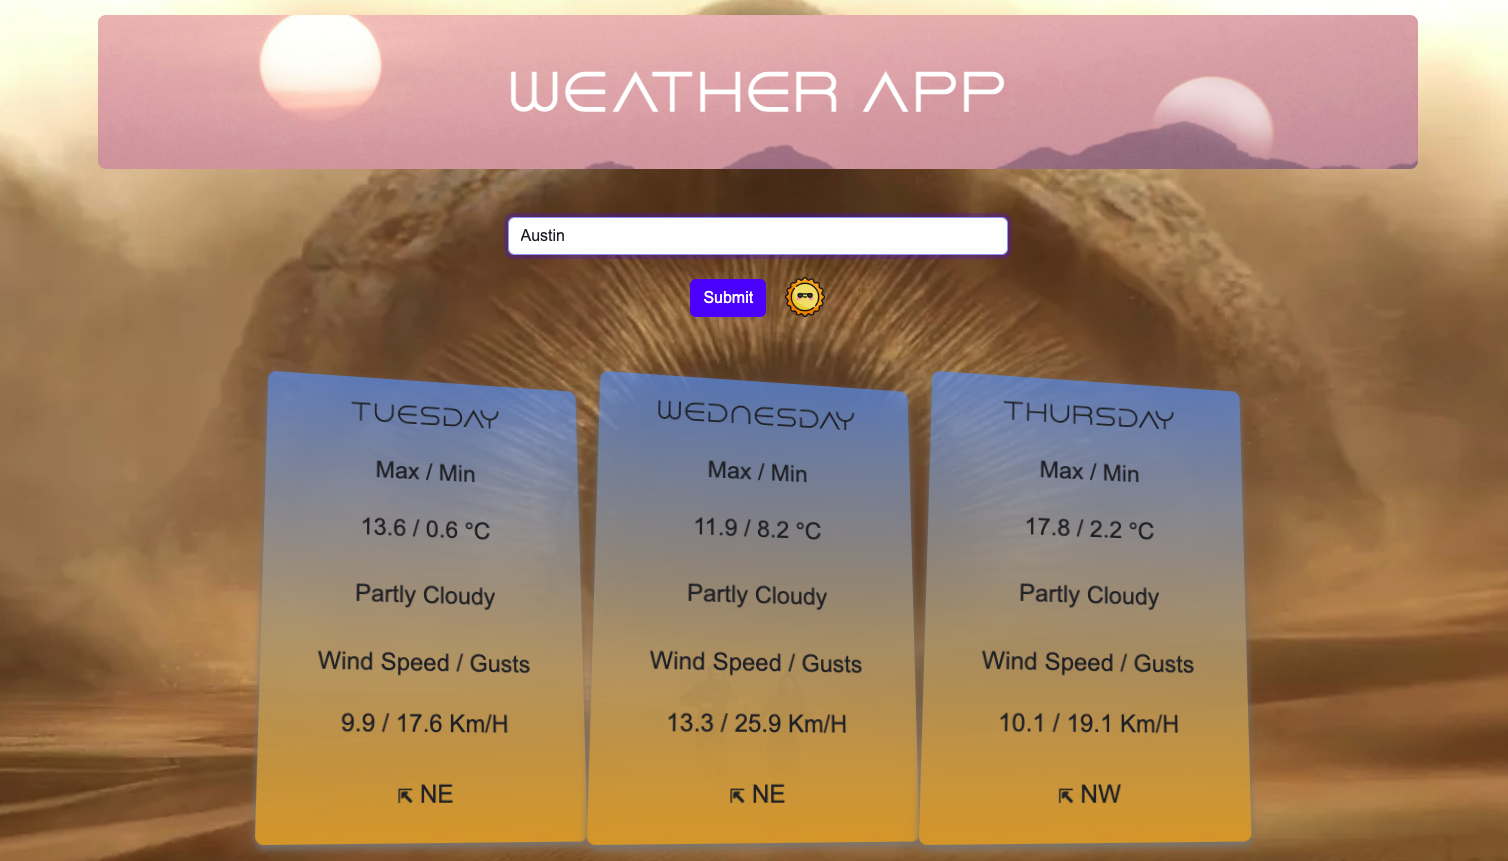 WEATHER APP
Austin
Submit
TUESDAY
Max / Min
13.6 / 0.6 °C
Partly Cloudy
Wind Speed / Gusts
9.9 / 17.6 Km/H
⇱ NE
WEDNESDAY
Max / Min
11.9 / 8.2 °C
Partly Cloudy
Wind Speed / Gusts
13.3 / 25.9 Km/H
⇱ NE
THURSDAY
Max / Min
17.8 / 2.2 °C
Partly Cloudy
Wind Speed / Gusts
10.1 / 19.1 Km/H
⇱ NW